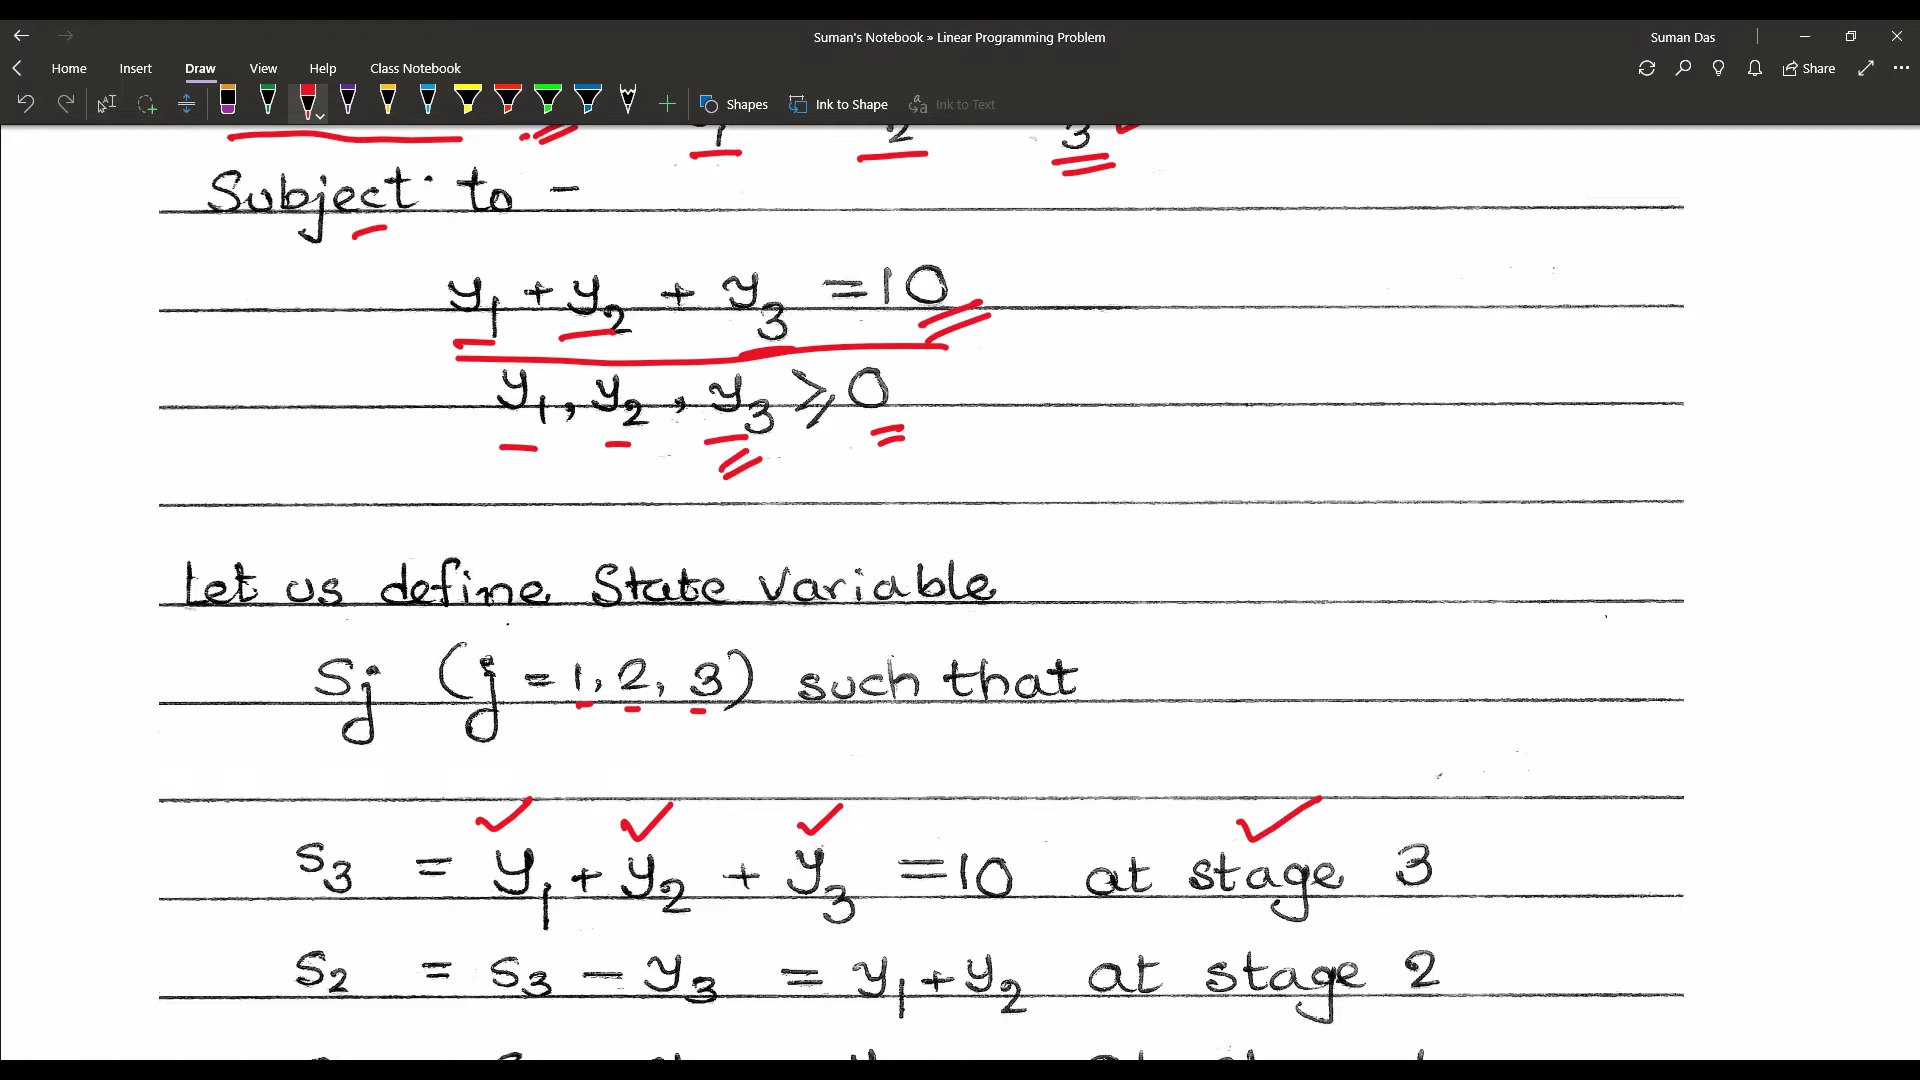 Suman's Notebook » Linear Programming Problem
Suman Das
Home Insert Draw View Help Class Notebook
Share
Shapes Ink to Shape Ink to Text
1 2 3
Subject to -
y₁ + y₂ + y₃ = 10
y₁, y₂, y₃ ⩾ 0
Let us define State Variable
Sj (j = 1, 2, 3) such that
S₃ = y₁ + y₂ + y₃ = 10 at stage 3
S₂ = S₃ - y₃ = y₁ + y₂ at stage 2